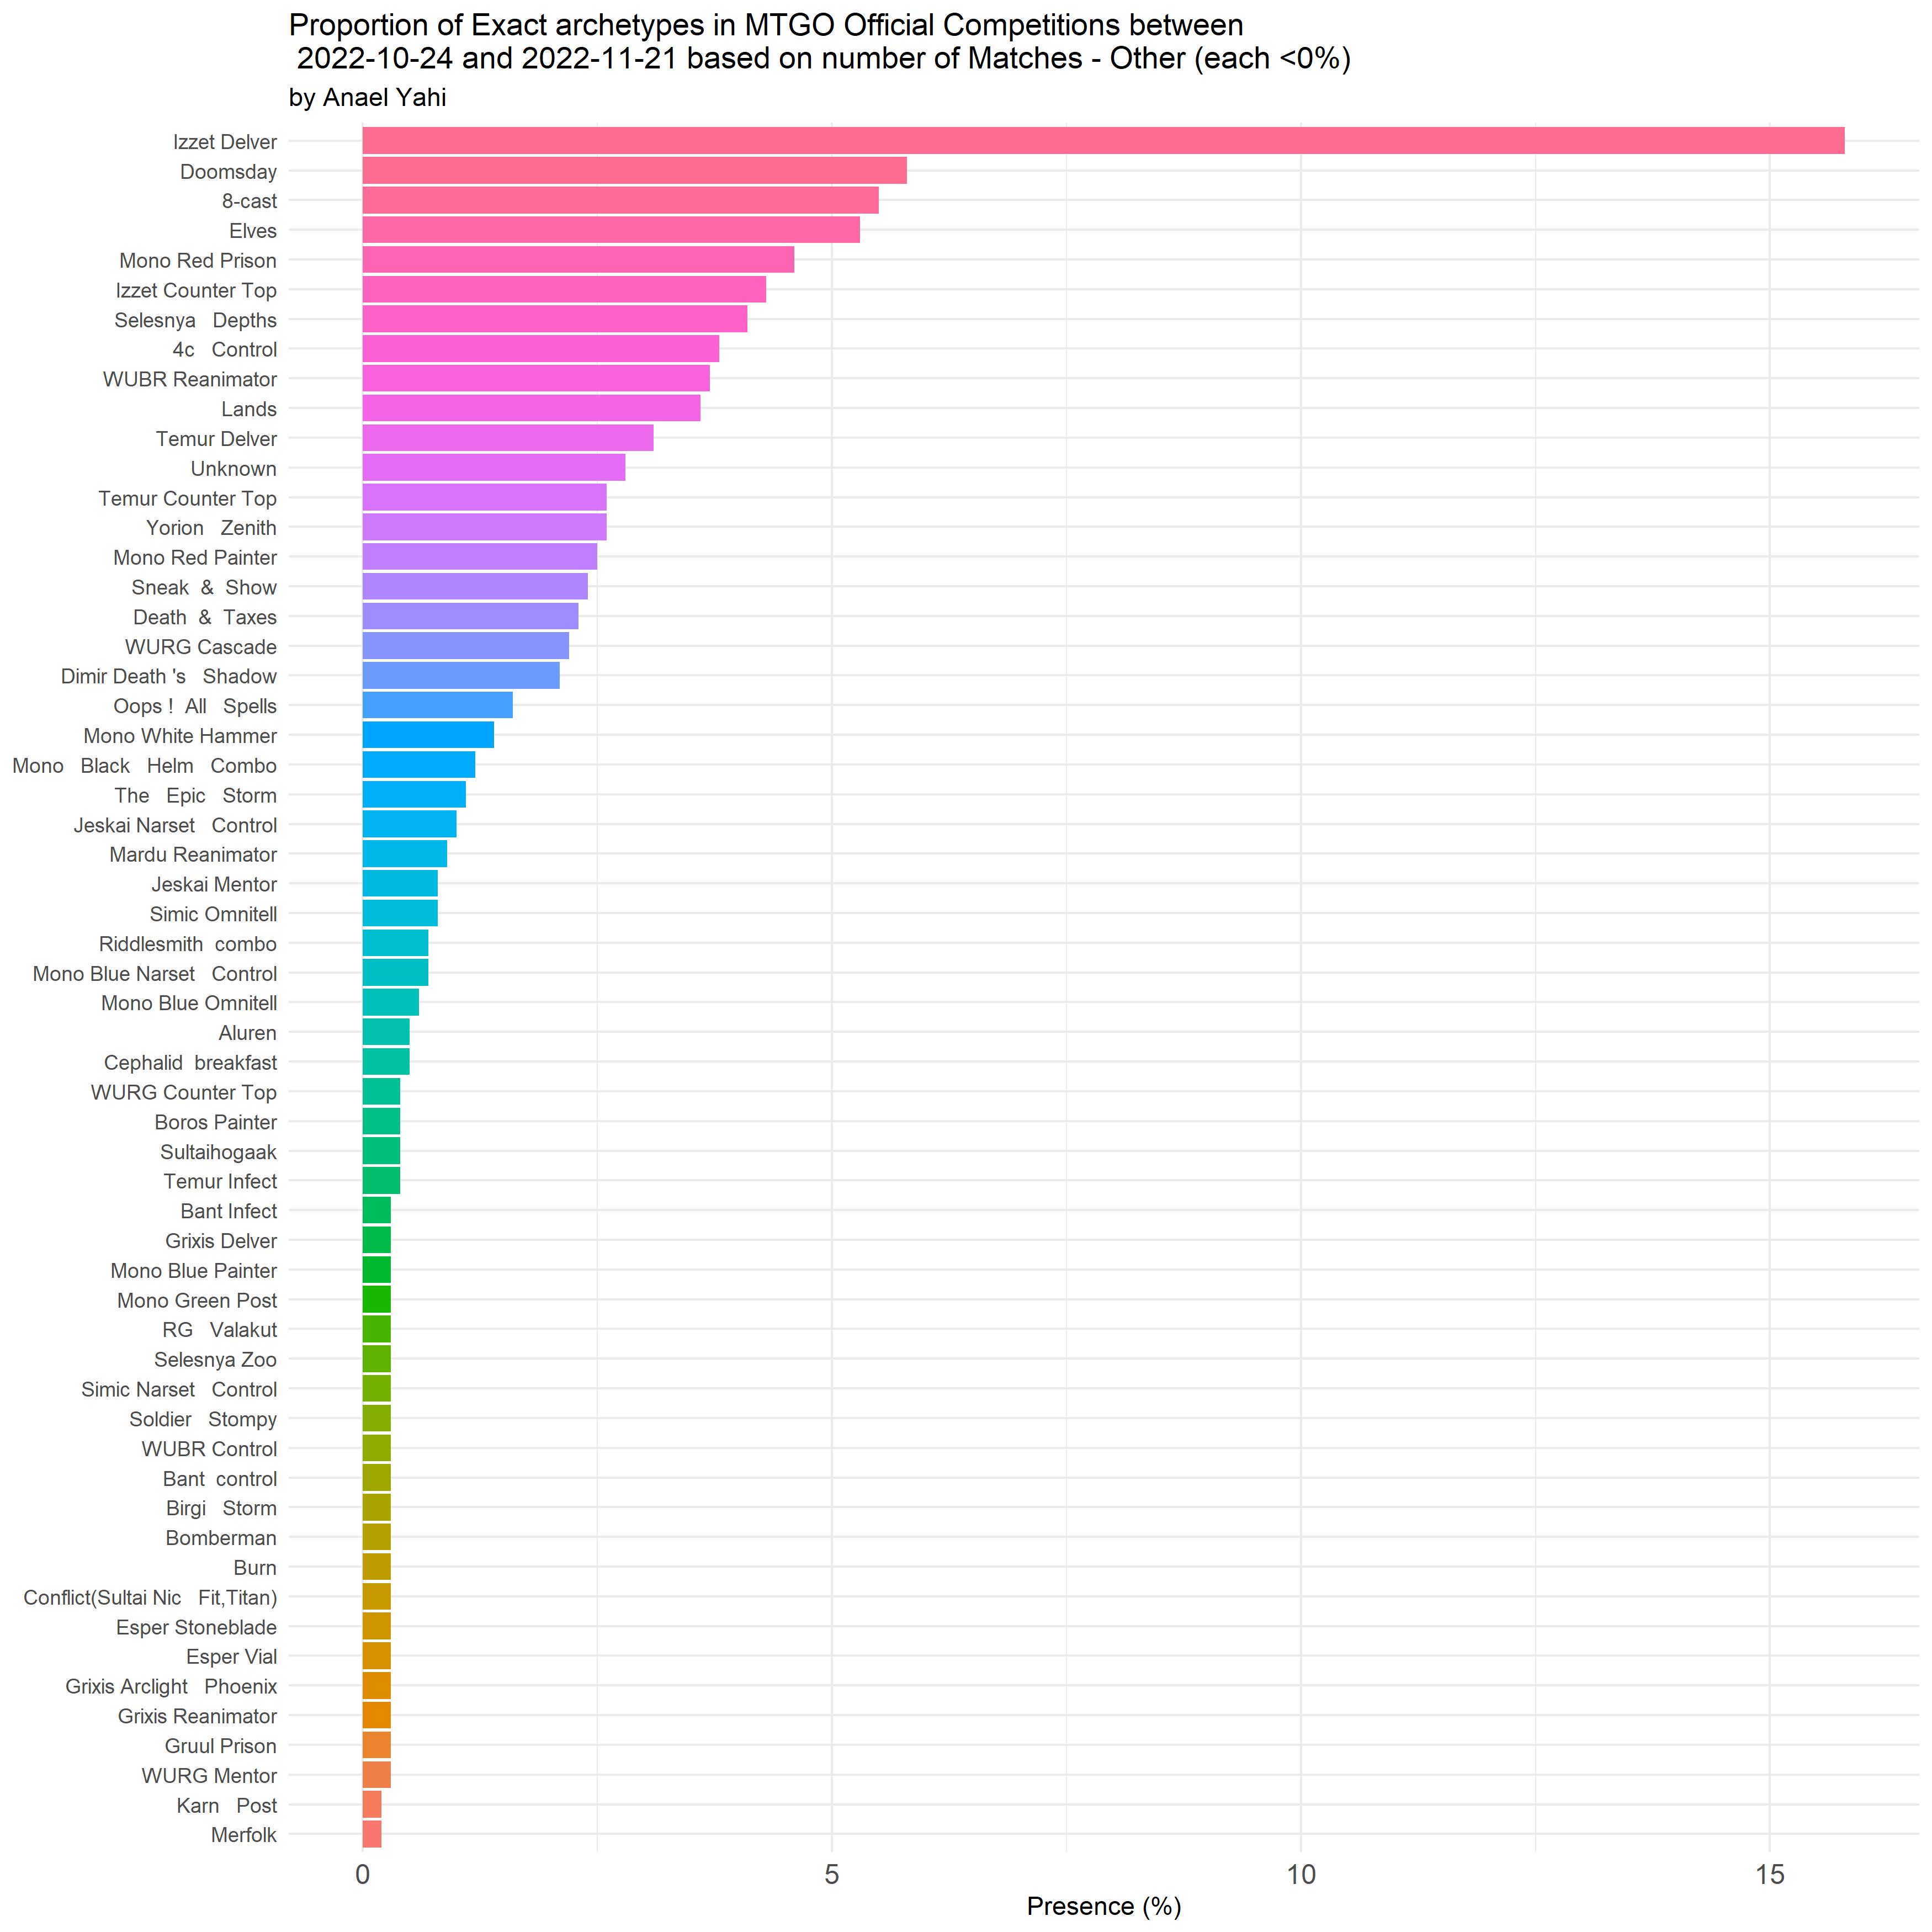 Proportion of Exact archetypes in MTGO Official Competitions between
2022-10-24 and 2022-11-21 based on number of Matches - Other (each <0%)
by Anael Yahi
Izzet Delver
Doomsday
8-cast
Elves
Mono Red Prison
Izzet Counter Top
Selesnya   Depths
4c   Control
WUBR Reanimator
Lands
Temur Delver
Unknown
Temur Counter Top
Yorion   Zenith
Mono Red Painter
Sneak  &  Show
Death  &  Taxes
WURG Cascade
Dimir Death 's   Shadow
Oops !  All   Spells
Mono White Hammer
Mono   Black   Helm   Combo
The   Epic   Storm
Jeskai Narset   Control
Mardu Reanimator
Jeskai Mentor
Simic Omnitell
Riddlesmith  combo
Mono Blue Narset   Control
Mono Blue Omnitell
Aluren
Cephalid  breakfast
WURG Counter Top
Boros Painter
Sultaihogaak
Temur Infect
Bant Infect
Grixis Delver
Mono Blue Painter
Mono Green Post
RG   Valakut
Selesnya Zoo
Simic Narset   Control
Soldier   Stompy
WUBR Control
Bant  control
Birgi   Storm
Bomberman
Burn
Conflict(Sultai Nic   Fit,Titan)
Esper Stoneblade
Esper Vial
Grixis Arclight   Phoenix
Grixis Reanimator
Gruul Prison
WURG Mentor
Karn   Post
Merfolk
0 5 10 15
Presence (%)